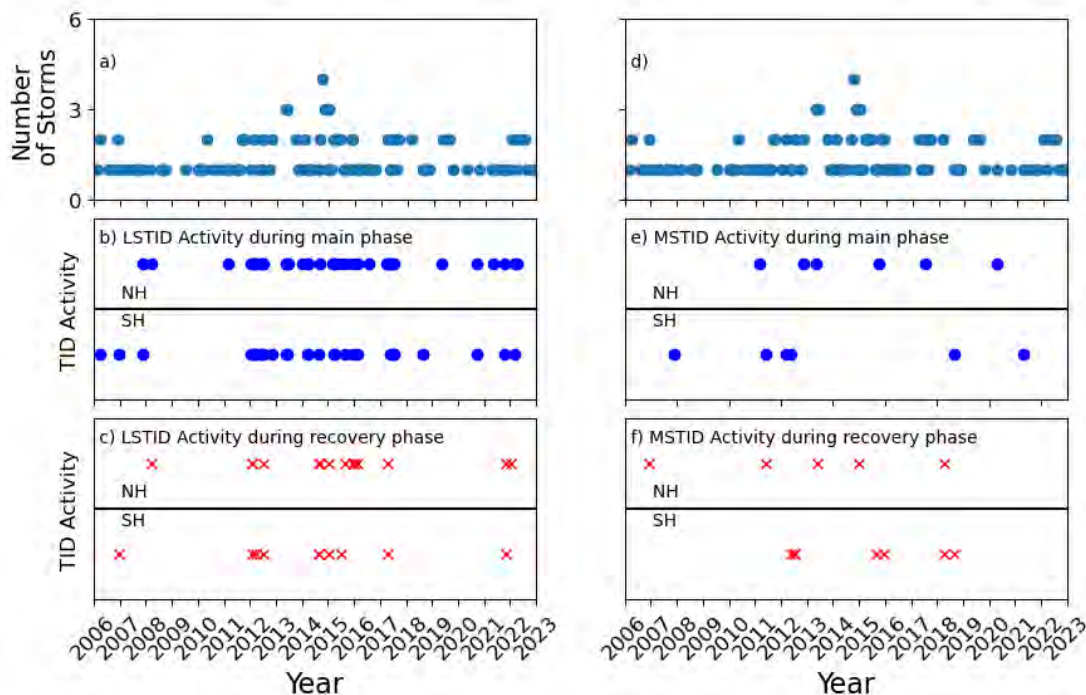 6
a)
d)
Number
of Storms
3
0
b) LSTID Activity during main phase
e) MSTID Activity during main phase
TID Activity
NH
NH
SH
SH
c) LSTID Activity during recovery phase
f) MSTID Activity during recovery phase
TID Activity
NH
NH
SH
SH
2006 2007 2008 2009 2010 2011 2012 2013 2014 2015 2016 2017 2018 2019 2020 2021 2022 2023
2006 2007 2008 2009 2010 2011 2012 2013 2014 2015 2016 2017 2018 2019 2020 2021 2022 2023
Year
Year